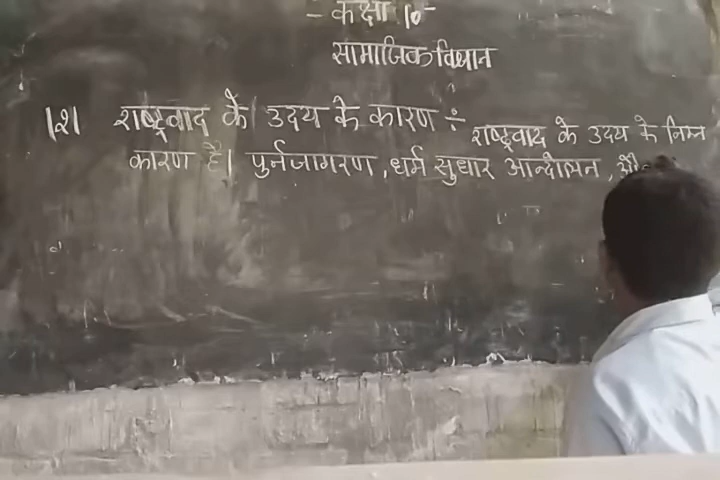 - कक्षा 10 -
सामाजिक विधान
।2। राष्ट्रवाद के उदय के कारण ÷ राष्ट्रवाद के उदय के निम्न
कारण है। पुर्नजागरण, धर्म सुधार आन्दोलन,